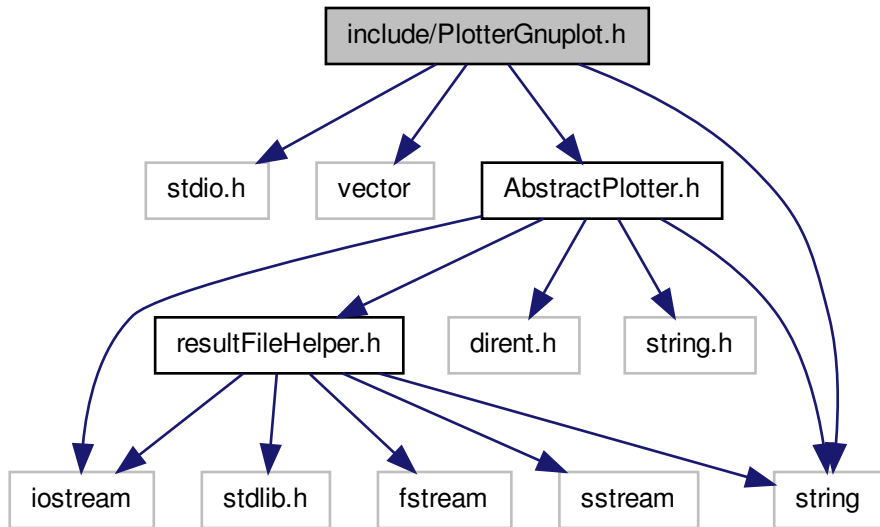 include/PlotterGnuplot.h
stdio.h
vector
AbstractPlotter.h
resultFileHelper.h
dirent.h
string.h
iostream
stdlib.h
fstream
sstream
string